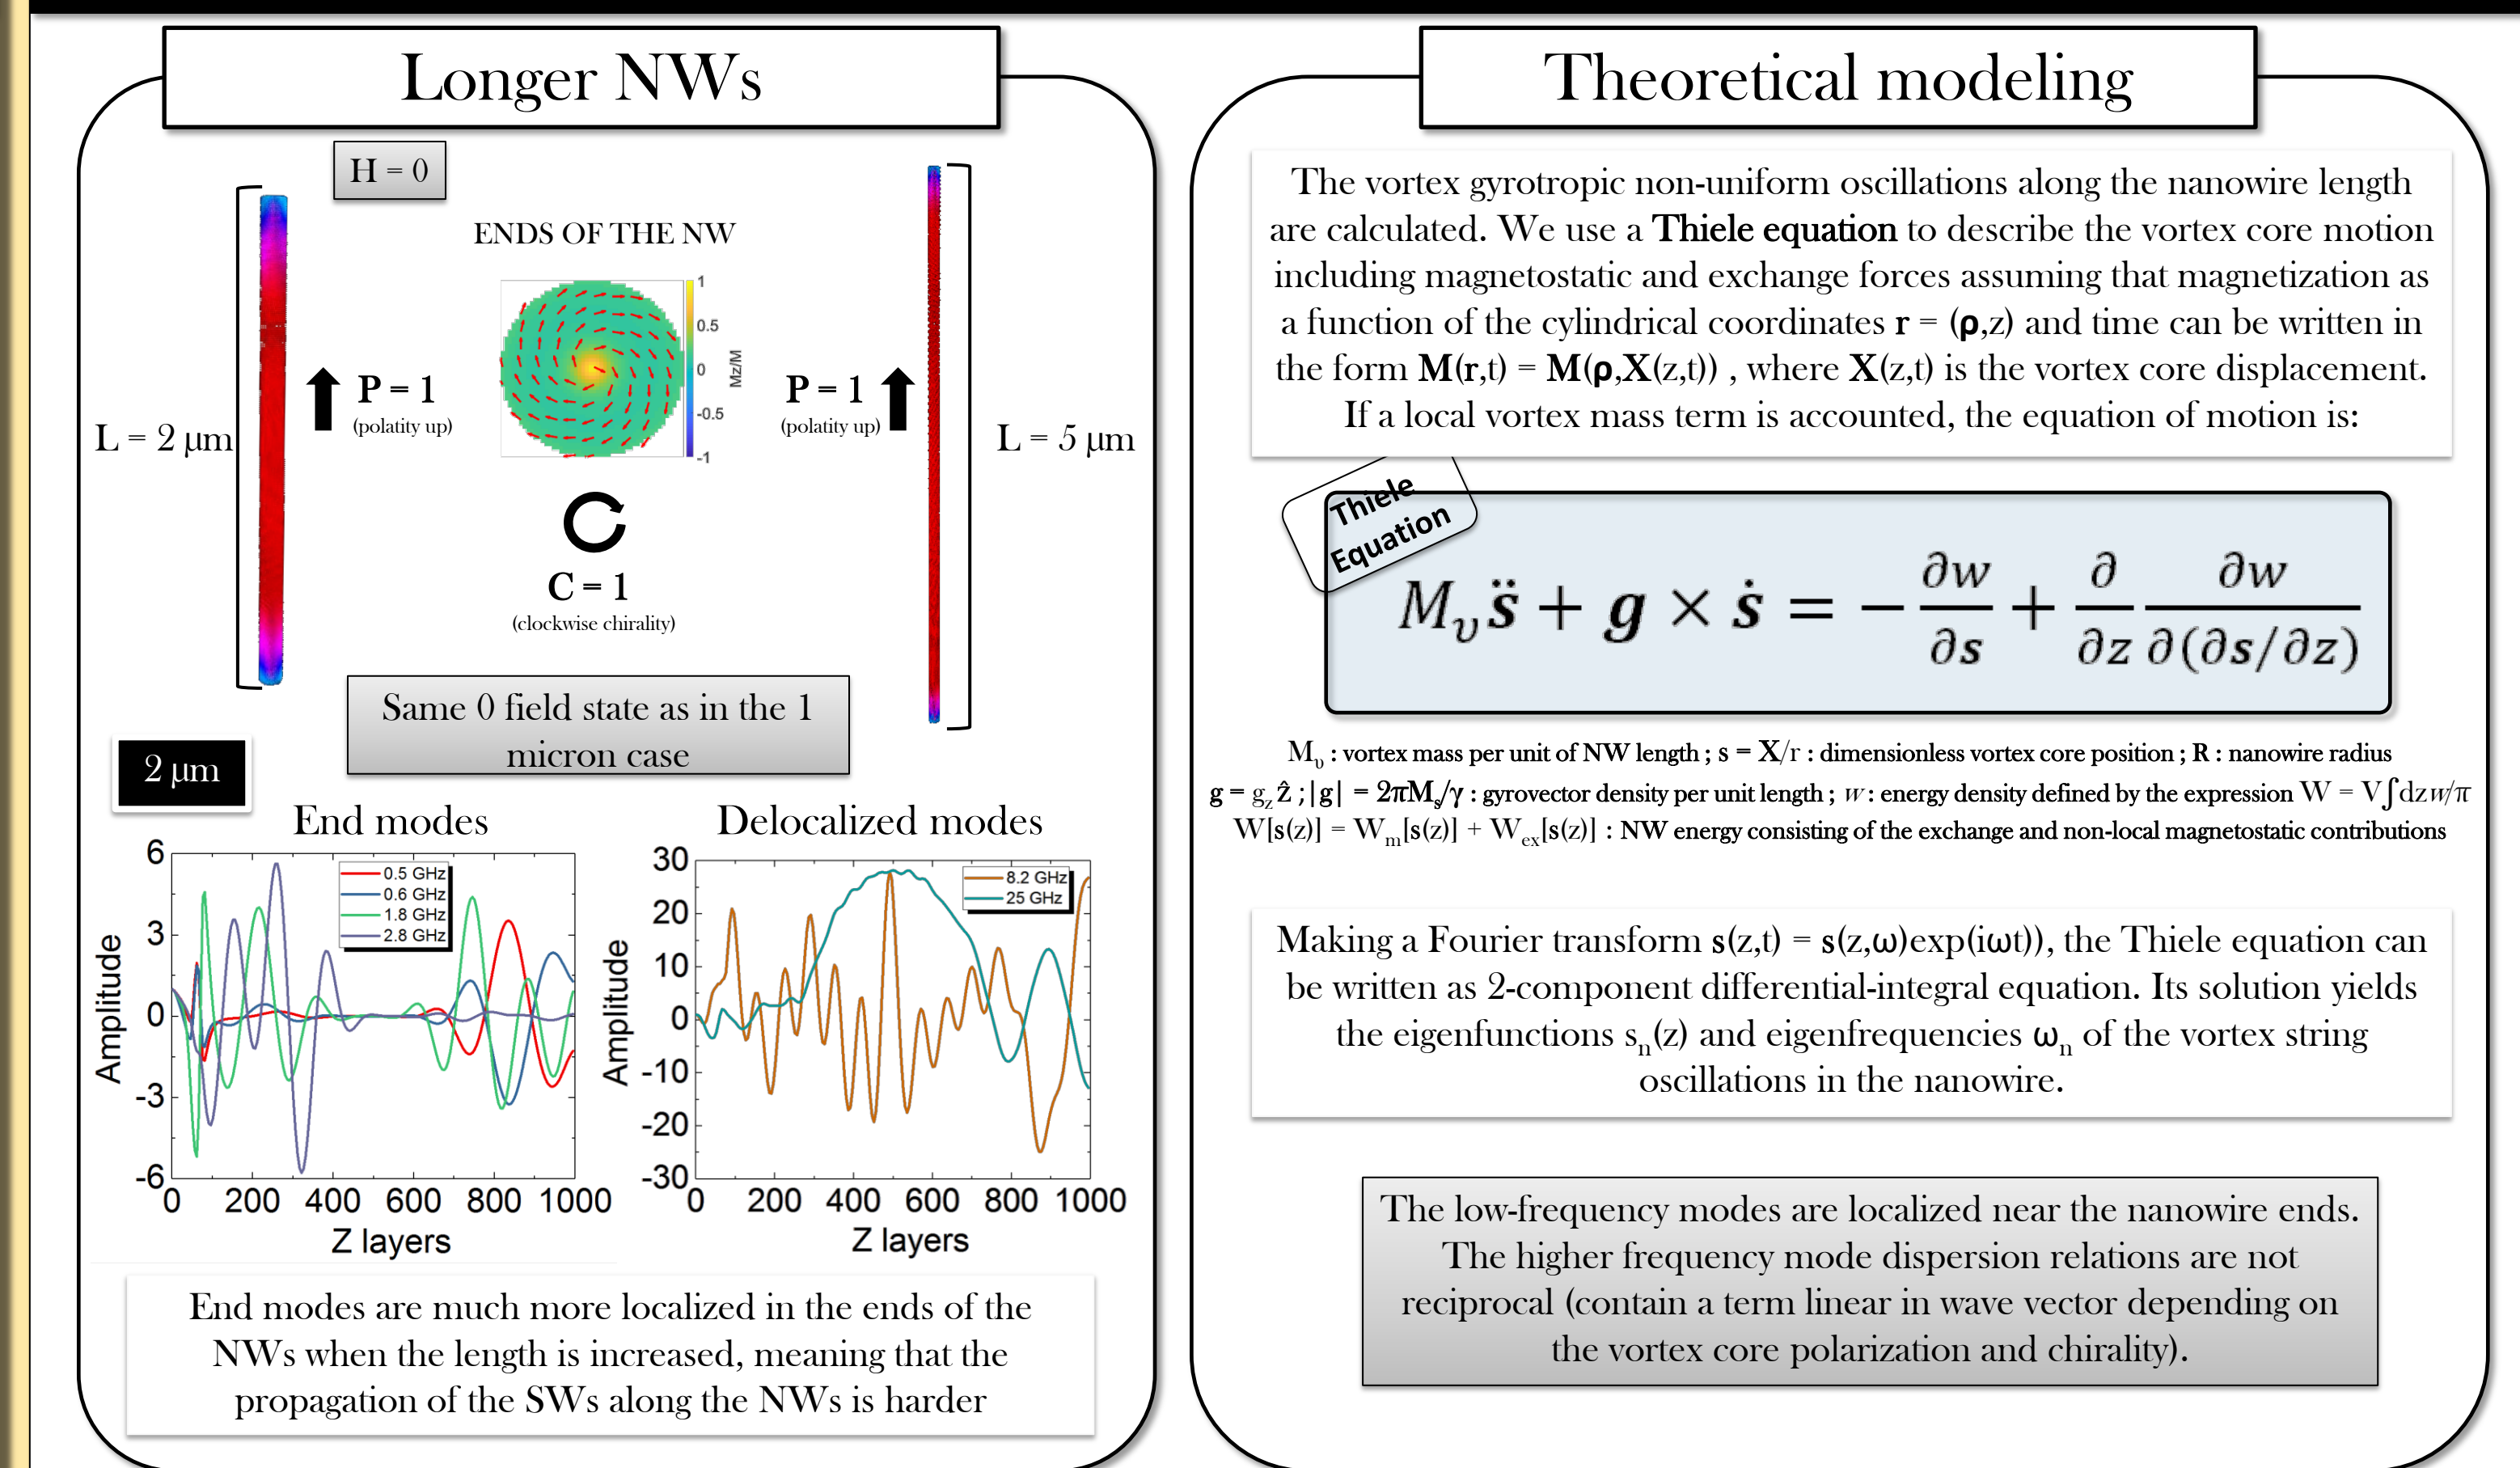 Longer NWs
H = 0
ENDS OF THE NW
1
0.5
0
-0.5
-1
Mz/M
L = 2 μm
P = 1
(polatity up)
P = 1
(polatity up)
L = 5 μm
C = 1
(clockwise chirality)
Same 0 field state as in the 1
micron case
2 μm
End modes
6
3
0
-3
-6
Amplitude
0.5 GHz
0.6 GHz
1.8 GHz
2.8 GHz
0 200 400 600 800 1000
Z layers
Delocalized modes
30
20
10
0
-10
-20
-30
Amplitude
8.2 GHz
25 GHz
0 200 400 600 800 1000
Z layers
End modes are much more localized in the ends of the
NWs when the length is increased, meaning that the
propagation of the SWs along the NWs is harder
Theoretical modeling
The vortex gyrotropic non-uniform oscillations along the nanowire length
are calculated. We use a Thiele equation to describe the vortex core motion
including magnetostatic and exchange forces assuming that magnetization as
a function of the cylindrical coordinates r = (ρ,z) and time can be written in
the form M(r,t) = M(ρ,X(z,t)) , where X(z,t) is the vortex core displacement.
If a local vortex mass term is accounted, the equation of motion is:
Thiele
Equation
M_υ s̈ + g × ṡ = − ∂w/∂s + ∂/∂z ∂w/∂(∂s/∂z)
M_υ : vortex mass per unit of NW length ; s = X/r : dimensionless vortex core position ; R : nanowire radius
g = g_z ẑ ; |g| = 2πM_s/γ : gyrovector density per unit length ; w : energy density defined by the expression W = V∫dzw/π
W[s(z)] = W_m[s(z)] + W_ex[s(z)] : NW energy consisting of the exchange and non-local magnetostatic contributions
Making a Fourier transform s(z,t) = s(z,ω)exp(iωt)), the Thiele equation can
be written as 2-component differential-integral equation. Its solution yields
the eigenfunctions s_n(z) and eigenfrequencies ω_n of the vortex string
oscillations in the nanowire.
The low-frequency modes are localized near the nanowire ends.
The higher frequency mode dispersion relations are not
reciprocal (contain a term linear in wave vector depending on
the vortex core polarization and chirality).